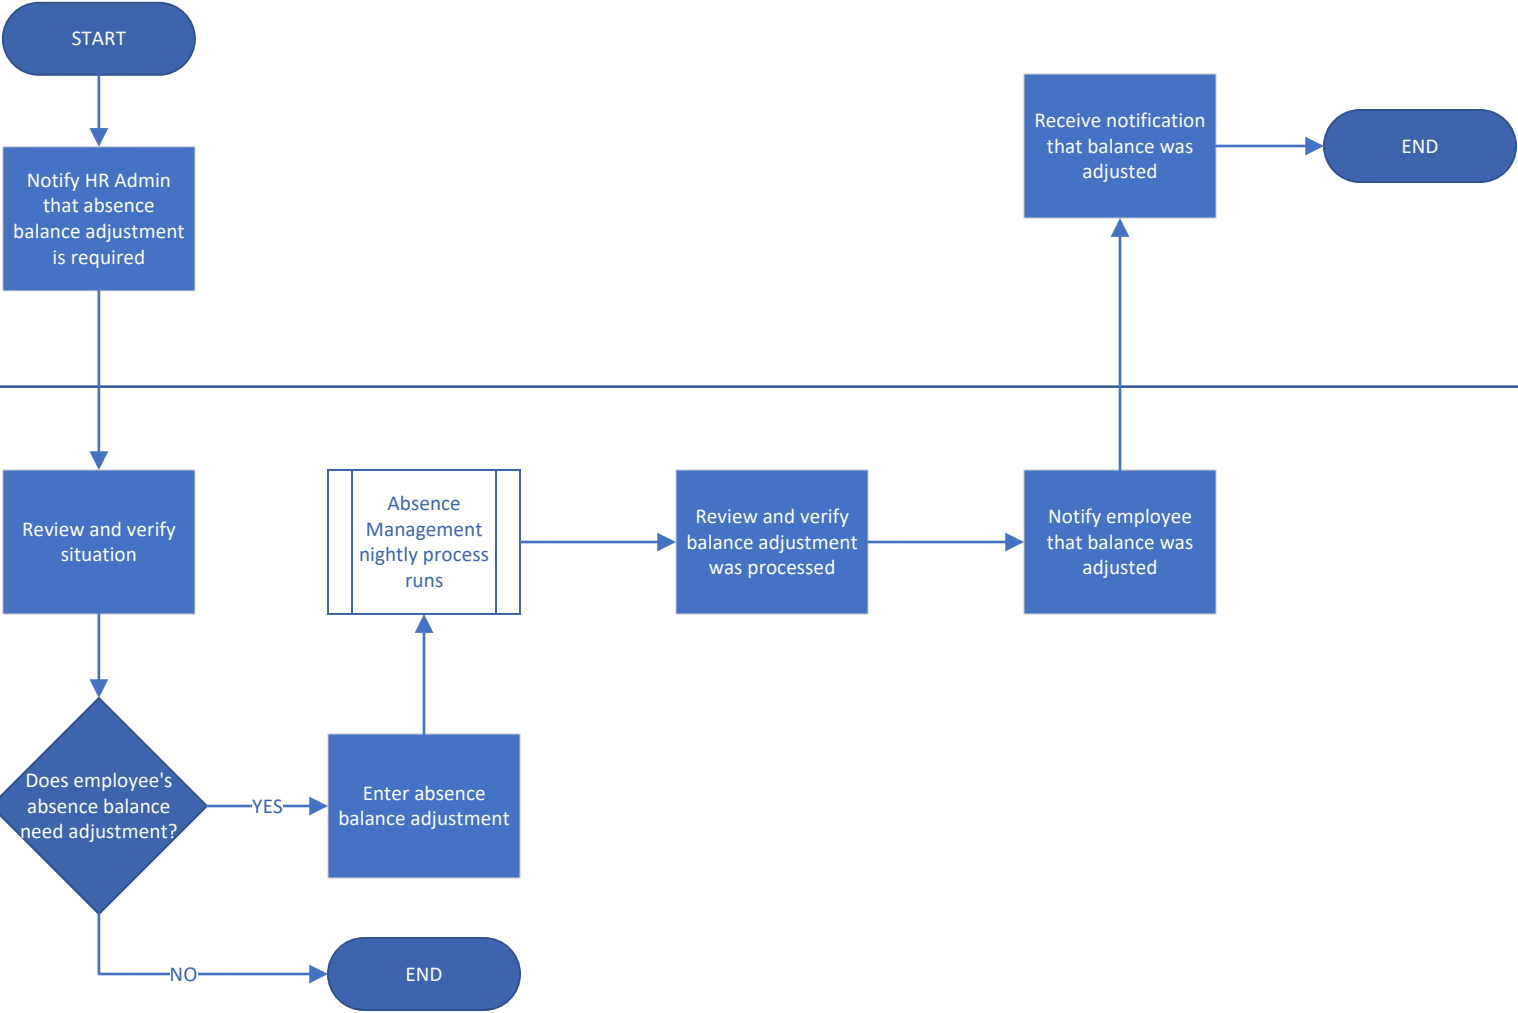 START
Notify HR Admin
that absence
balance adjustment
is required
Receive notification
that balance was
adjusted
END
Review and verify
situation
Absence
Management
nightly process
runs
Review and verify
balance adjustment
was processed
Notify employee
that balance was
adjusted
Does employee's
absence balance
need adjustment?
YES
Enter absence
balance adjustment
NO
END